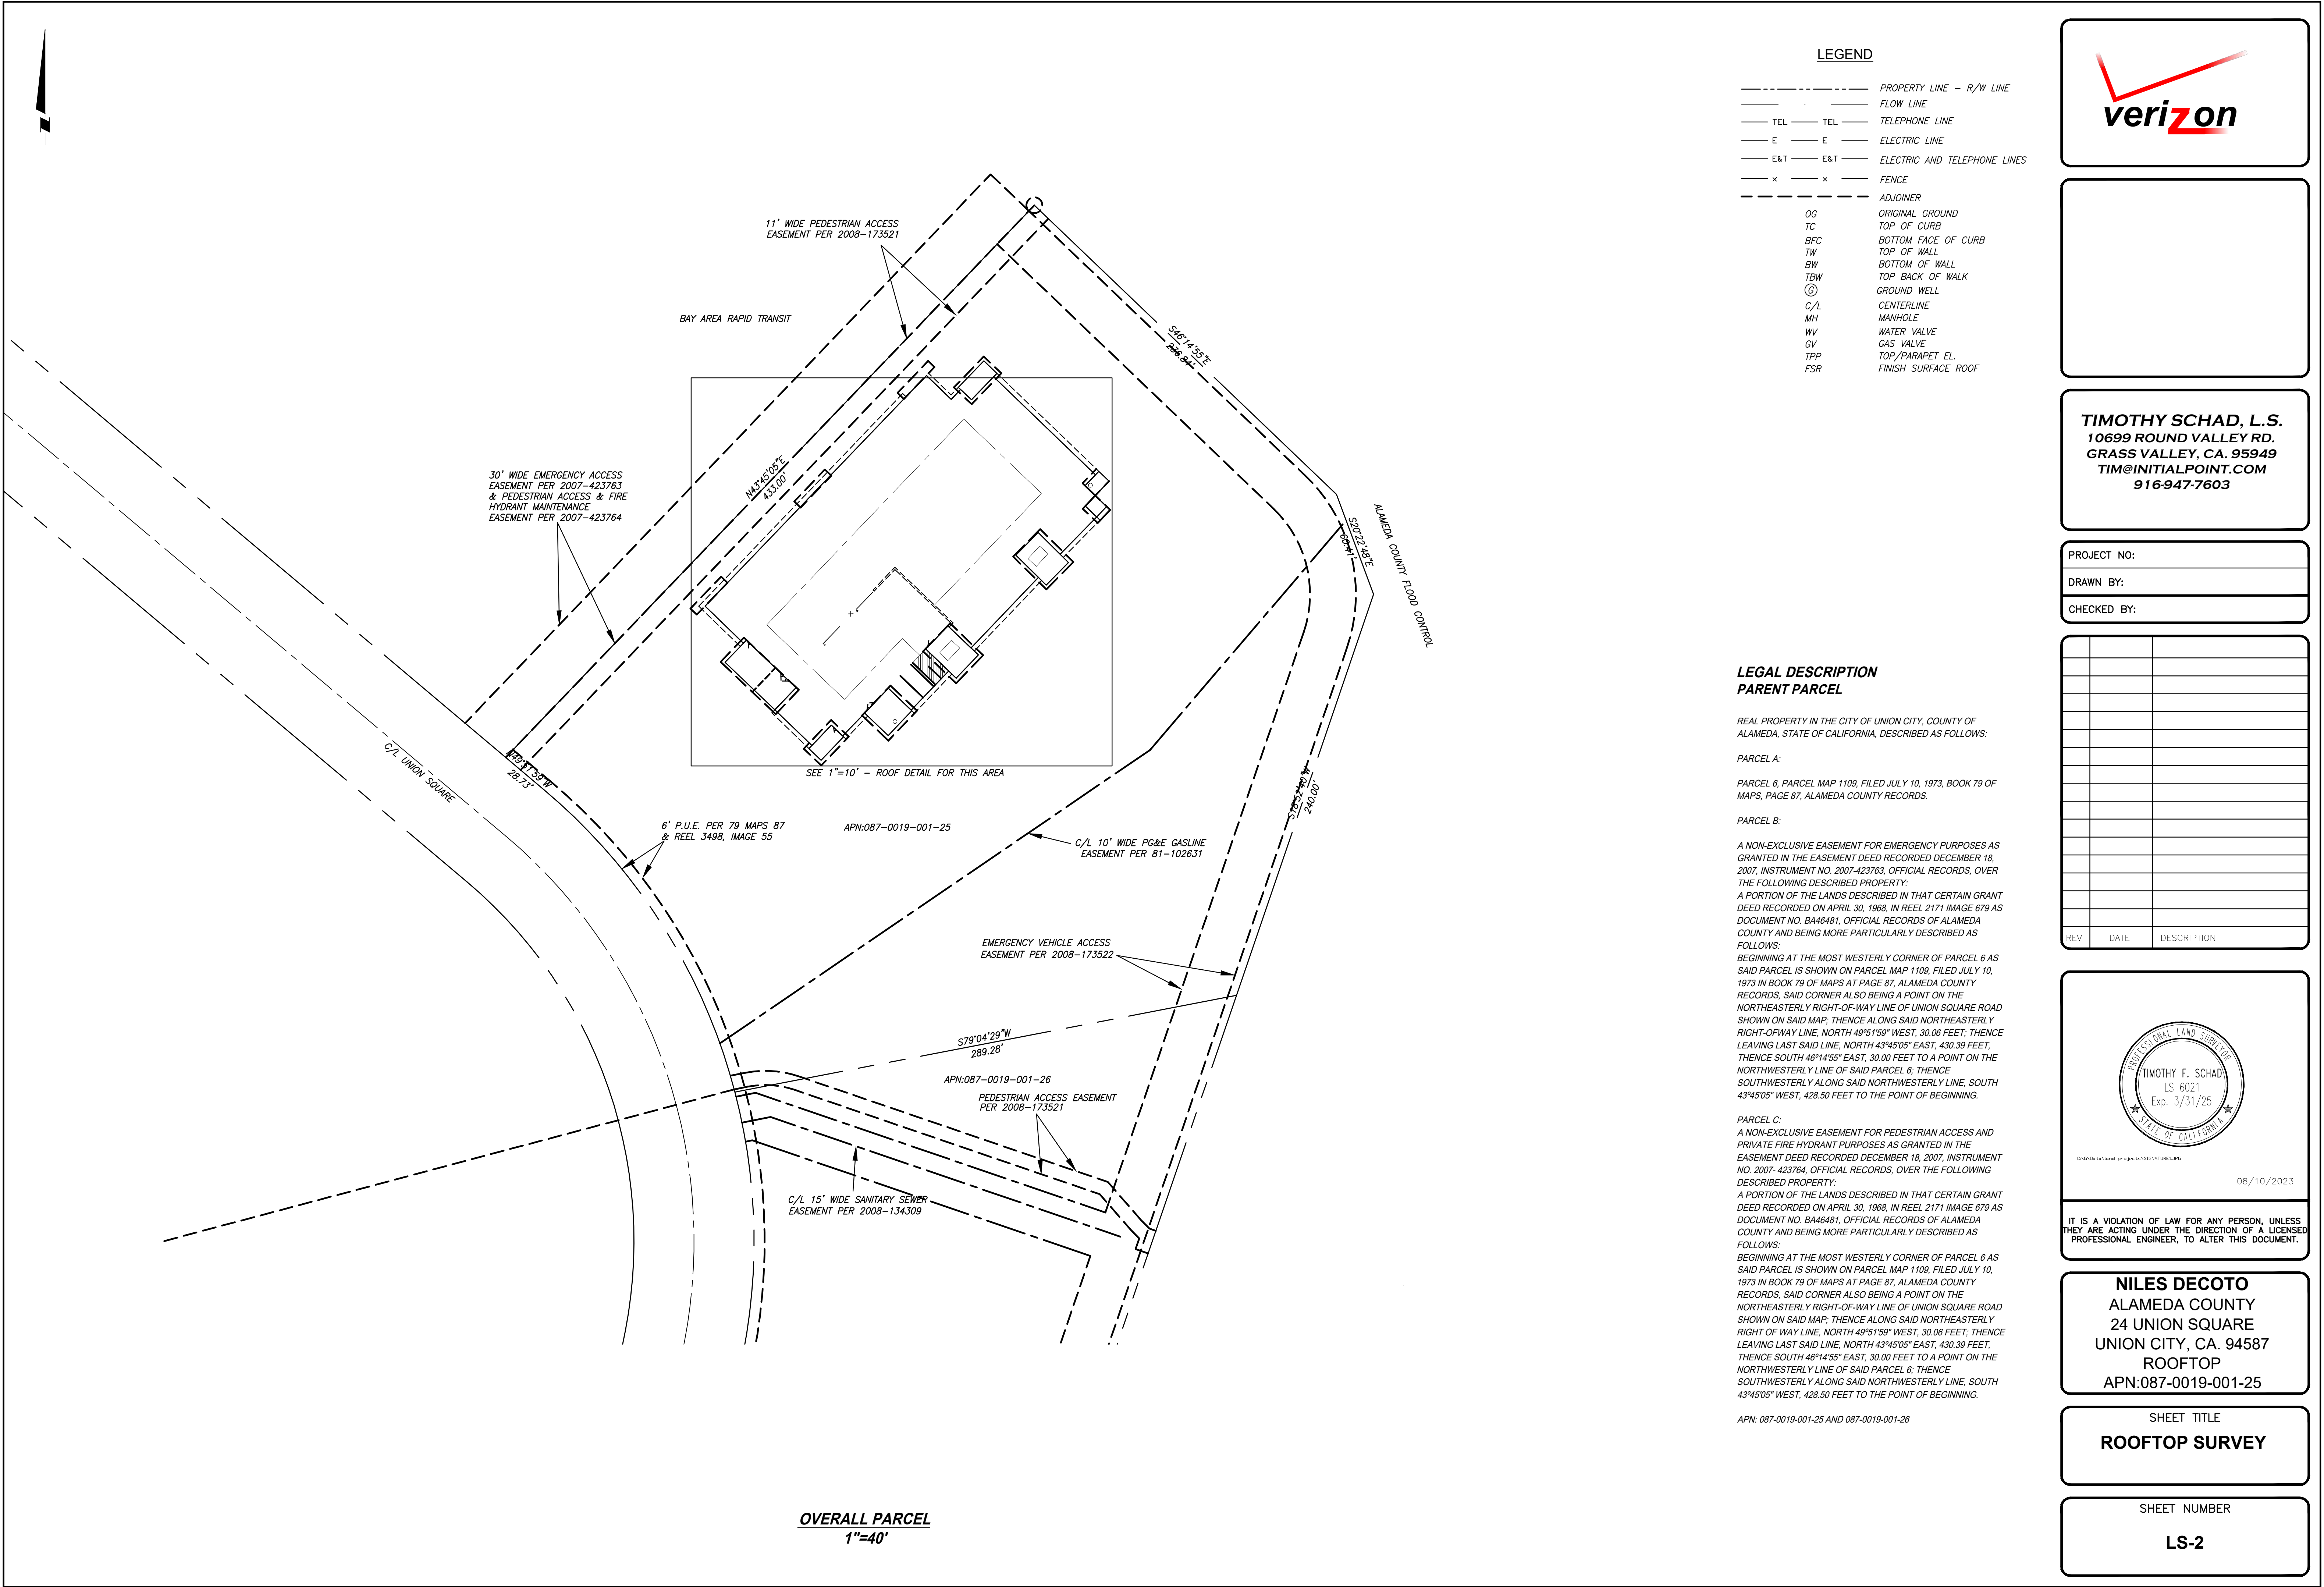 11' WIDE PEDESTRIAN ACCESS
EASEMENT PER 2008-173521
BAY AREA RAPID TRANSIT
S46°14'55"E
236.84'
30' WIDE EMERGENCY ACCESS
EASEMENT PER 2007-423763
& PEDESTRIAN ACCESS & FIRE
HYDRANT MAINTENANCE
EASEMENT PER 2007-423764
N43°45'05"E
433.00'
S20°22'48"E
ALAMEDA COUNTY FLOOD CONTROL
C/L UNION SQUARE
N49°51'59"W
28.73'
SEE 1"=10' - ROOF DETAIL FOR THIS AREA
S18°52'40"W
240.00'
6' P.U.E. PER 79 MAPS 87
& REEL 3498, IMAGE 55
APN:087-0019-001-25
C/L 10' WIDE PG&E GASLINE
EASEMENT PER 81-102631
EMERGENCY VEHICLE ACCESS
EASEMENT PER 2008-173522
S79°04'29"W
289.28'
APN:087-0019-001-26
PEDESTRIAN ACCESS EASEMENT
PER 2008-173521
C/L 15' WIDE SANITARY SEWER
EASEMENT PER 2008-134309
OVERALL PARCEL
1"=40'
LEGEND
PROPERTY LINE - R/W LINE
FLOW LINE
TEL TEL TELEPHONE LINE
E E ELECTRIC LINE
E&T E&T ELECTRIC AND TELEPHONE LINES
x x FENCE
ADJOINER
OG ORIGINAL GROUND
TC TOP OF CURB
BFC BOTTOM FACE OF CURB
TW TOP OF WALL
BW BOTTOM OF WALL
TBW TOP BACK OF WALK
G GROUND WELL
C/L CENTERLINE
MH MANHOLE
WV WATER VALVE
GV GAS VALVE
TPP TOP/PARAPET EL.
FSR FINISH SURFACE ROOF
LEGAL DESCRIPTION
PARENT PARCEL
REAL PROPERTY IN THE CITY OF UNION CITY, COUNTY OF
ALAMEDA, STATE OF CALIFORNIA, DESCRIBED AS FOLLOWS:
PARCEL A:
PARCEL 6, PARCEL MAP 1109, FILED JULY 10, 1973, BOOK 79 OF
MAPS, PAGE 87, ALAMEDA COUNTY RECORDS.
PARCEL B:
A NON-EXCLUSIVE EASEMENT FOR EMERGENCY PURPOSES AS
GRANTED IN THE EASEMENT DEED RECORDED DECEMBER 18,
2007, INSTRUMENT NO. 2007-423763, OFFICIAL RECORDS, OVER
THE FOLLOWING DESCRIBED PROPERTY:
A PORTION OF THE LANDS DESCRIBED IN THAT CERTAIN GRANT
DEED RECORDED ON APRIL 30, 1968, IN REEL 2171 IMAGE 679 AS
DOCUMENT NO. BA46481, OFFICIAL RECORDS OF ALAMEDA
COUNTY AND BEING MORE PARTICULARLY DESCRIBED AS
FOLLOWS:
BEGINNING AT THE MOST WESTERLY CORNER OF PARCEL 6 AS
SAID PARCEL IS SHOWN ON PARCEL MAP 1109, FILED JULY 10,
1973 IN BOOK 79 OF MAPS AT PAGE 87, ALAMEDA COUNTY
RECORDS, SAID CORNER ALSO BEING A POINT ON THE
NORTHEASTERLY RIGHT-OF-WAY LINE OF UNION SQUARE ROAD
SHOWN ON SAID MAP; THENCE ALONG SAID NORTHEASTERLY
RIGHT-OFWAY LINE, NORTH 49º51'59" WEST, 30.06 FEET; THENCE
LEAVING LAST SAID LINE, NORTH 43º45'05" EAST, 430.39 FEET,
THENCE SOUTH 46º14'55" EAST, 30.00 FEET TO A POINT ON THE
NORTHWESTERLY LINE OF SAID PARCEL 6; THENCE
SOUTHWESTERLY ALONG SAID NORTHWESTERLY LINE, SOUTH
43º45'05" WEST, 428.50 FEET TO THE POINT OF BEGINNING.
PARCEL C:
A NON-EXCLUSIVE EASEMENT FOR PEDESTRIAN ACCESS AND
PRIVATE FIRE HYDRANT PURPOSES AS GRANTED IN THE
EASEMENT DEED RECORDED DECEMBER 18, 2007, INSTRUMENT
NO. 2007- 423764, OFFICIAL RECORDS, OVER THE FOLLOWING
DESCRIBED PROPERTY:
A PORTION OF THE LANDS DESCRIBED IN THAT CERTAIN GRANT
DEED RECORDED ON APRIL 30, 1968, IN REEL 2171 IMAGE 679 AS
DOCUMENT NO. BA46481, OFFICIAL RECORDS OF ALAMEDA
COUNTY AND BEING MORE PARTICULARLY DESCRIBED AS
FOLLOWS:
BEGINNING AT THE MOST WESTERLY CORNER OF PARCEL 6 AS
SAID PARCEL IS SHOWN ON PARCEL MAP 1109, FILED JULY 10,
1973 IN BOOK 79 OF MAPS AT PAGE 87, ALAMEDA COUNTY
RECORDS, SAID CORNER ALSO BEING A POINT ON THE
NORTHEASTERLY RIGHT-OF-WAY LINE OF UNION SQUARE ROAD
SHOWN ON SAID MAP; THENCE ALONG SAID NORTHEASTERLY
RIGHT OF WAY LINE, NORTH 49º51'59" WEST, 30.06 FEET; THENCE
LEAVING LAST SAID LINE, NORTH 43º45'05" EAST, 430.39 FEET,
THENCE SOUTH 46º14'55" EAST, 30.00 FEET TO A POINT ON THE
NORTHWESTERLY LINE OF SAID PARCEL 6; THENCE
SOUTHWESTERLY ALONG SAID NORTHWESTERLY LINE, SOUTH
43º45'05" WEST, 428.50 FEET TO THE POINT OF BEGINNING.
APN: 087-0019-001-25 AND 087-0019-001-26
verizon
TIMOTHY SCHAD, L.S.
10699 ROUND VALLEY RD.
GRASS VALLEY, CA. 95949
TIM@INITIALPOINT.COM
916-947-7603
PROJECT NO:
DRAWN BY:
CHECKED BY:
REV DATE DESCRIPTION
PROFESSIONAL LAND SURVEYOR
TIMOTHY F. SCHAD
LS 6021
Exp. 3/31/25
STATE OF CALIFORNIA
08/10/2023
IT IS A VIOLATION OF LAW FOR ANY PERSON, UNLESS
THEY ARE ACTING UNDER THE DIRECTION OF A LICENSED
PROFESSIONAL ENGINEER, TO ALTER THIS DOCUMENT.
NILES DECOTO
ALAMEDA COUNTY
24 UNION SQUARE
UNION CITY, CA. 94587
ROOFTOP
APN:087-0019-001-25
SHEET TITLE
ROOFTOP SURVEY
SHEET NUMBER
LS-2